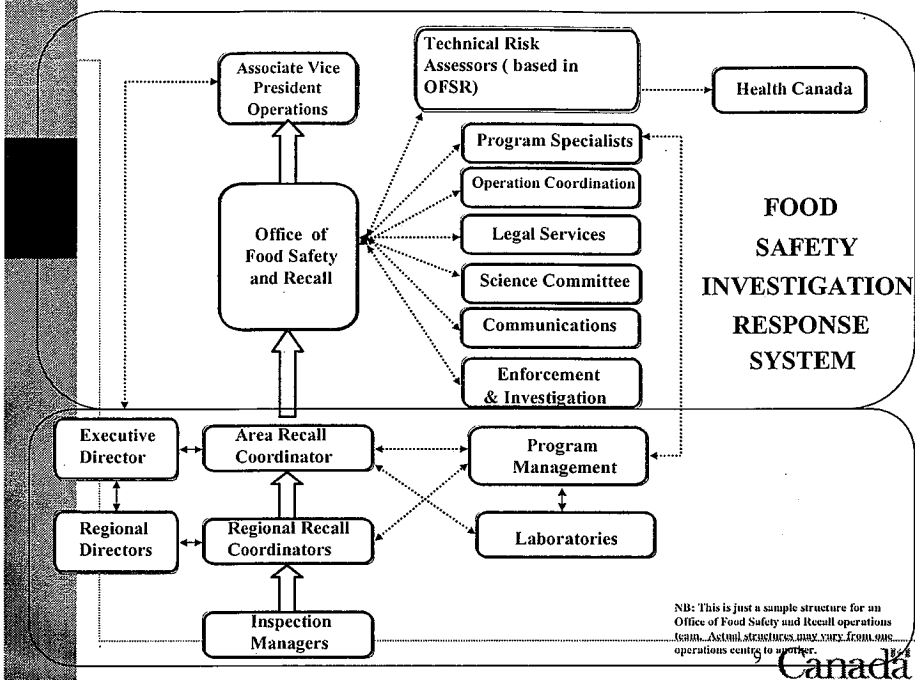 Associate Vice
President
Operations
Technical Risk
Assessors ( based in
OFSR)
Health Canada
Program Specialists
Operation Coordination
Legal Services
Science Committee
Communications
Enforcement
& Investigation
Office of
Food Safety
and Recall
FOOD
SAFETY
INVESTIGATION
RESPONSE
SYSTEM
Executive
Director
Area Recall
Coordinator
Program
Management
Regional
Directors
Regional Recall
Coordinators
Laboratories
Inspection
Managers
NB: This is just a sample structure for an
Office of Food Safety and Recall operations
team. Actual structures may vary from one
operations centre to another.
9
Canada